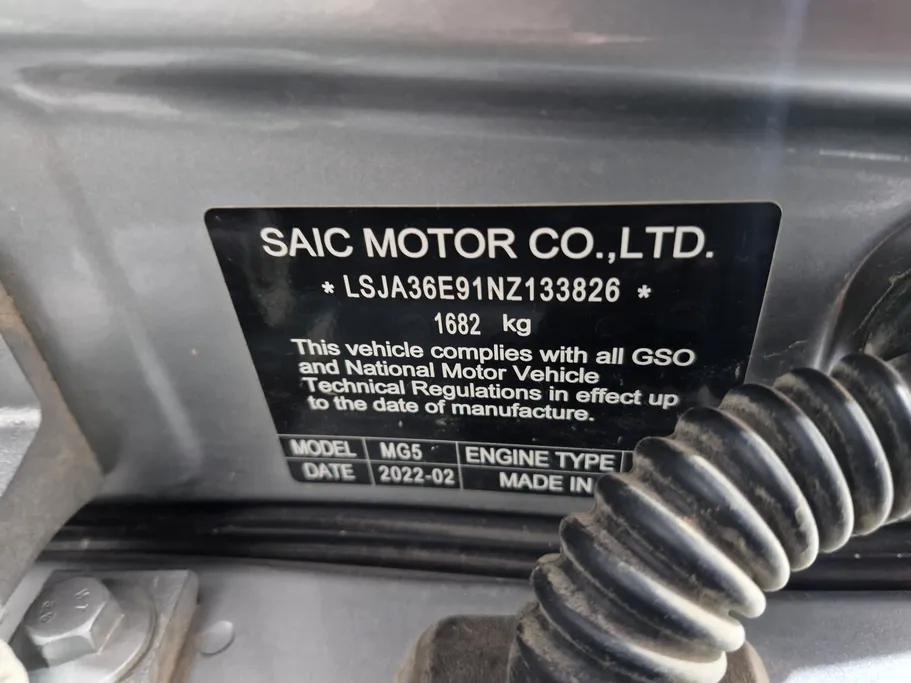 SAIC MOTOR CO.,LTD.
* LSJA36E91NZ133826 *
1682 kg
This vehicle complies with all GSO
and National Motor Vehicle
Technical Regulations in effect up
to the date of manufacture.
MODEL MG5 ENGINE TYPE
DATE 2022-02 MADE IN